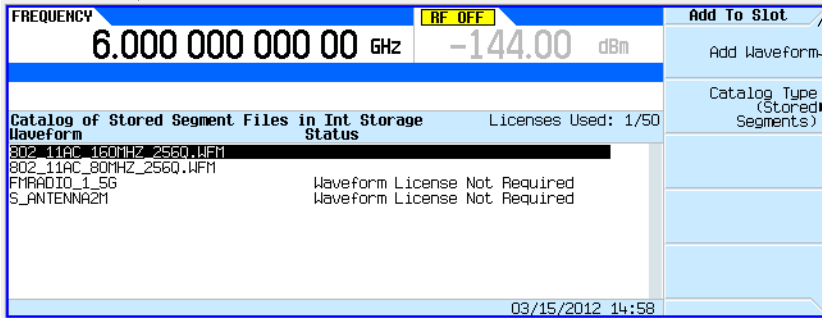 FREQUENCY
RF OFF
Add To Slot
6.000 000 000 00 GHz
-144.00 dBm
Add Waveform
Catalog Type
(Stored
Segments)
Catalog of Stored Segment Files in Int Storage
Licenses Used: 1/50
Waveform Status
802_11AC_160MHZ_256Q.WFM
802_11AC_80MHZ_256Q.WFM
FMRADIO_1_5G Waveform License Not Required
S_ANTENNA2M Waveform License Not Required
03/15/2012 14:58